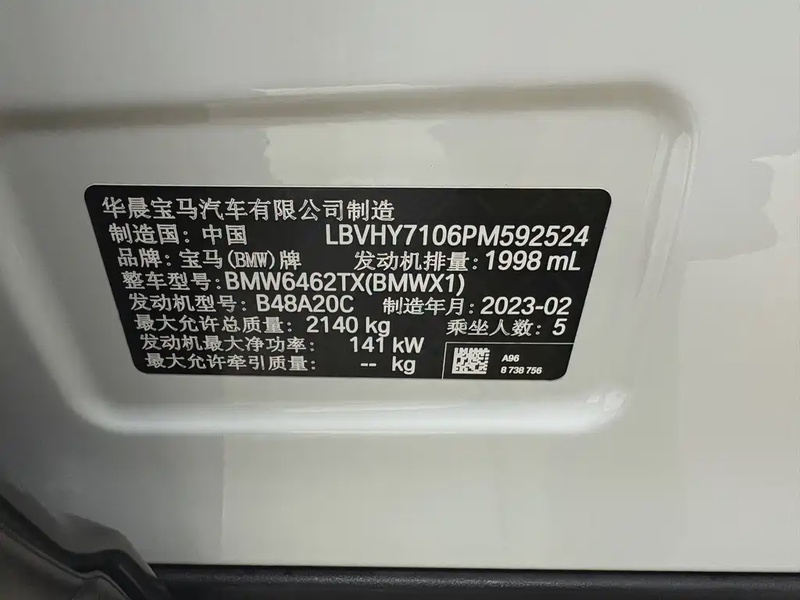 华晨宝马汽车有限公司制造
制造国: 中国 LBVHY7106PM592524
品牌: 宝马(BMW)牌 发动机排量: 1998 mL
整车型号: BMW6462TX(BMWX1)
发动机型号: B48A20C 制造年月: 2023-02
最大允许总质量: 2140 kg 乘坐人数: 5
发动机最大净功率: 141 kW
最大允许牵引质量: -- kg
A96
8 738 756